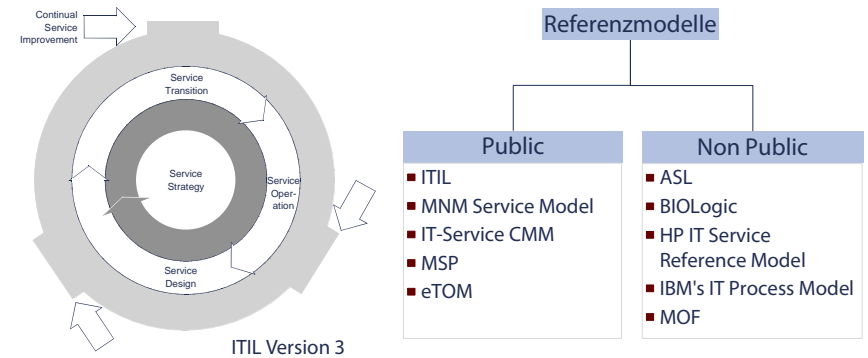 Continual
Service
Improvement
Service
Transition
Service
Strategy
Service
Oper-
ation
Service
Design
ITIL Version 3
Referenzmodelle
Public
ITIL
MNM Service Model
IT-Service CMM
MSP
eTOM
Non Public
ASL
BIOLogic
HP IT Service
Reference Model
IBM's IT Process Model
MOF